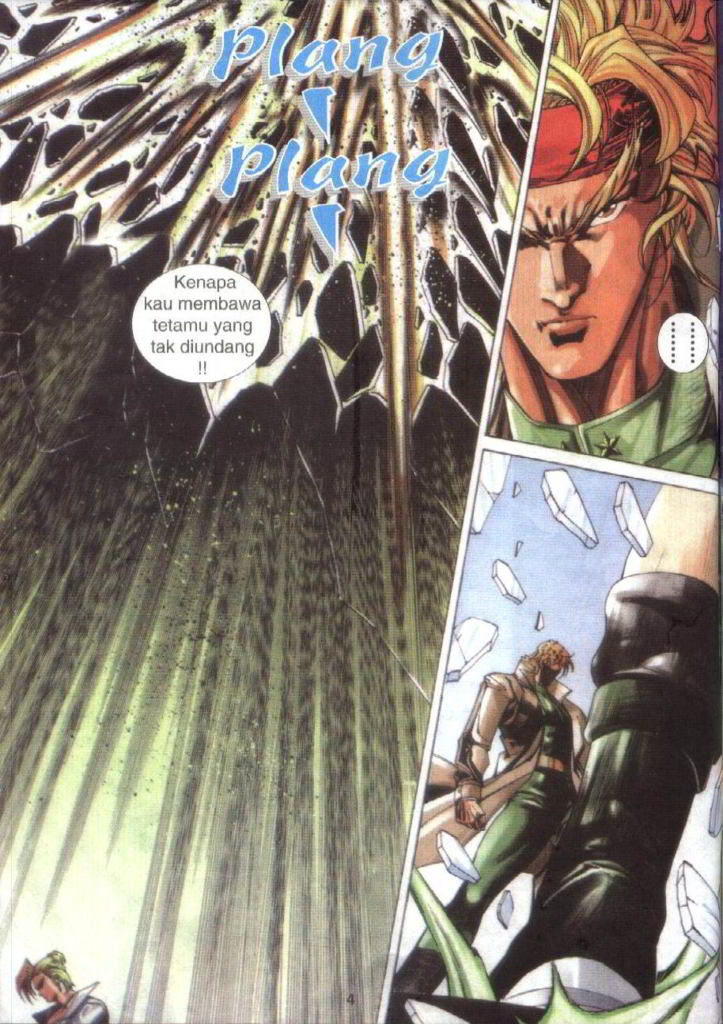 Plang
!
Plang
!
Kenapa
kau membawa
tetamu yang
tak diundang
!!
4